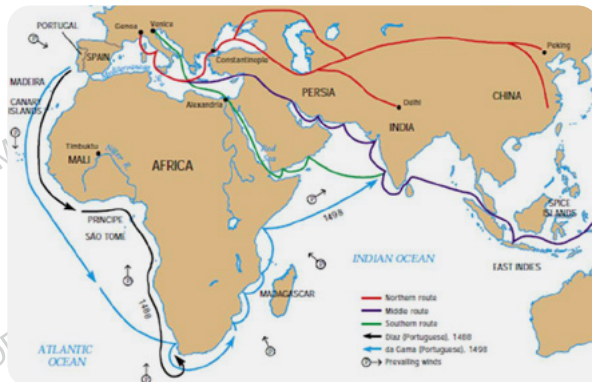 PORTUGAL
Genoa
Venice
SPAIN
Constantinople
Peking
MADEIRA
CANARY
ISLANDS
PERSIA
CHINA
Alexandria
Delhi
INDIA
Timbuktu
MALI
AFRICA
SPICE
ISLANDS
PRINCIPE
SÃO TOMÉ
1498
INDIAN OCEAN
EAST INDIES
MADAGASCAR
1488
ATLANTIC
OCEAN
Northern route
Middle route
Southern route
Diaz (Portuguese), 1488
da Gama (Portuguese), 1498
P Prevailing winds